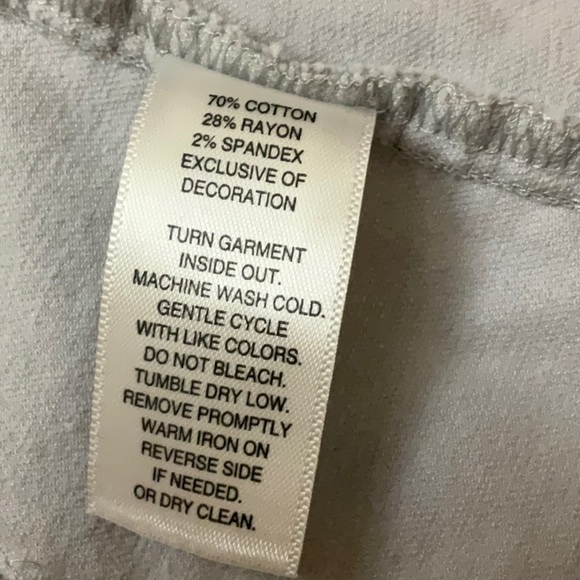 70% COTTON
28% RAYON
2% SPANDEX
EXCLUSIVE OF
DECORATION
TURN GARMENT
INSIDE OUT.
MACHINE WASH COLD.
GENTLE CYCLE
WITH LIKE COLORS.
DO NOT BLEACH.
TUMBLE DRY LOW.
REMOVE PROMPTLY
WARM IRON ON
REVERSE SIDE
IF NEEDED.
OR DRY CLEAN.